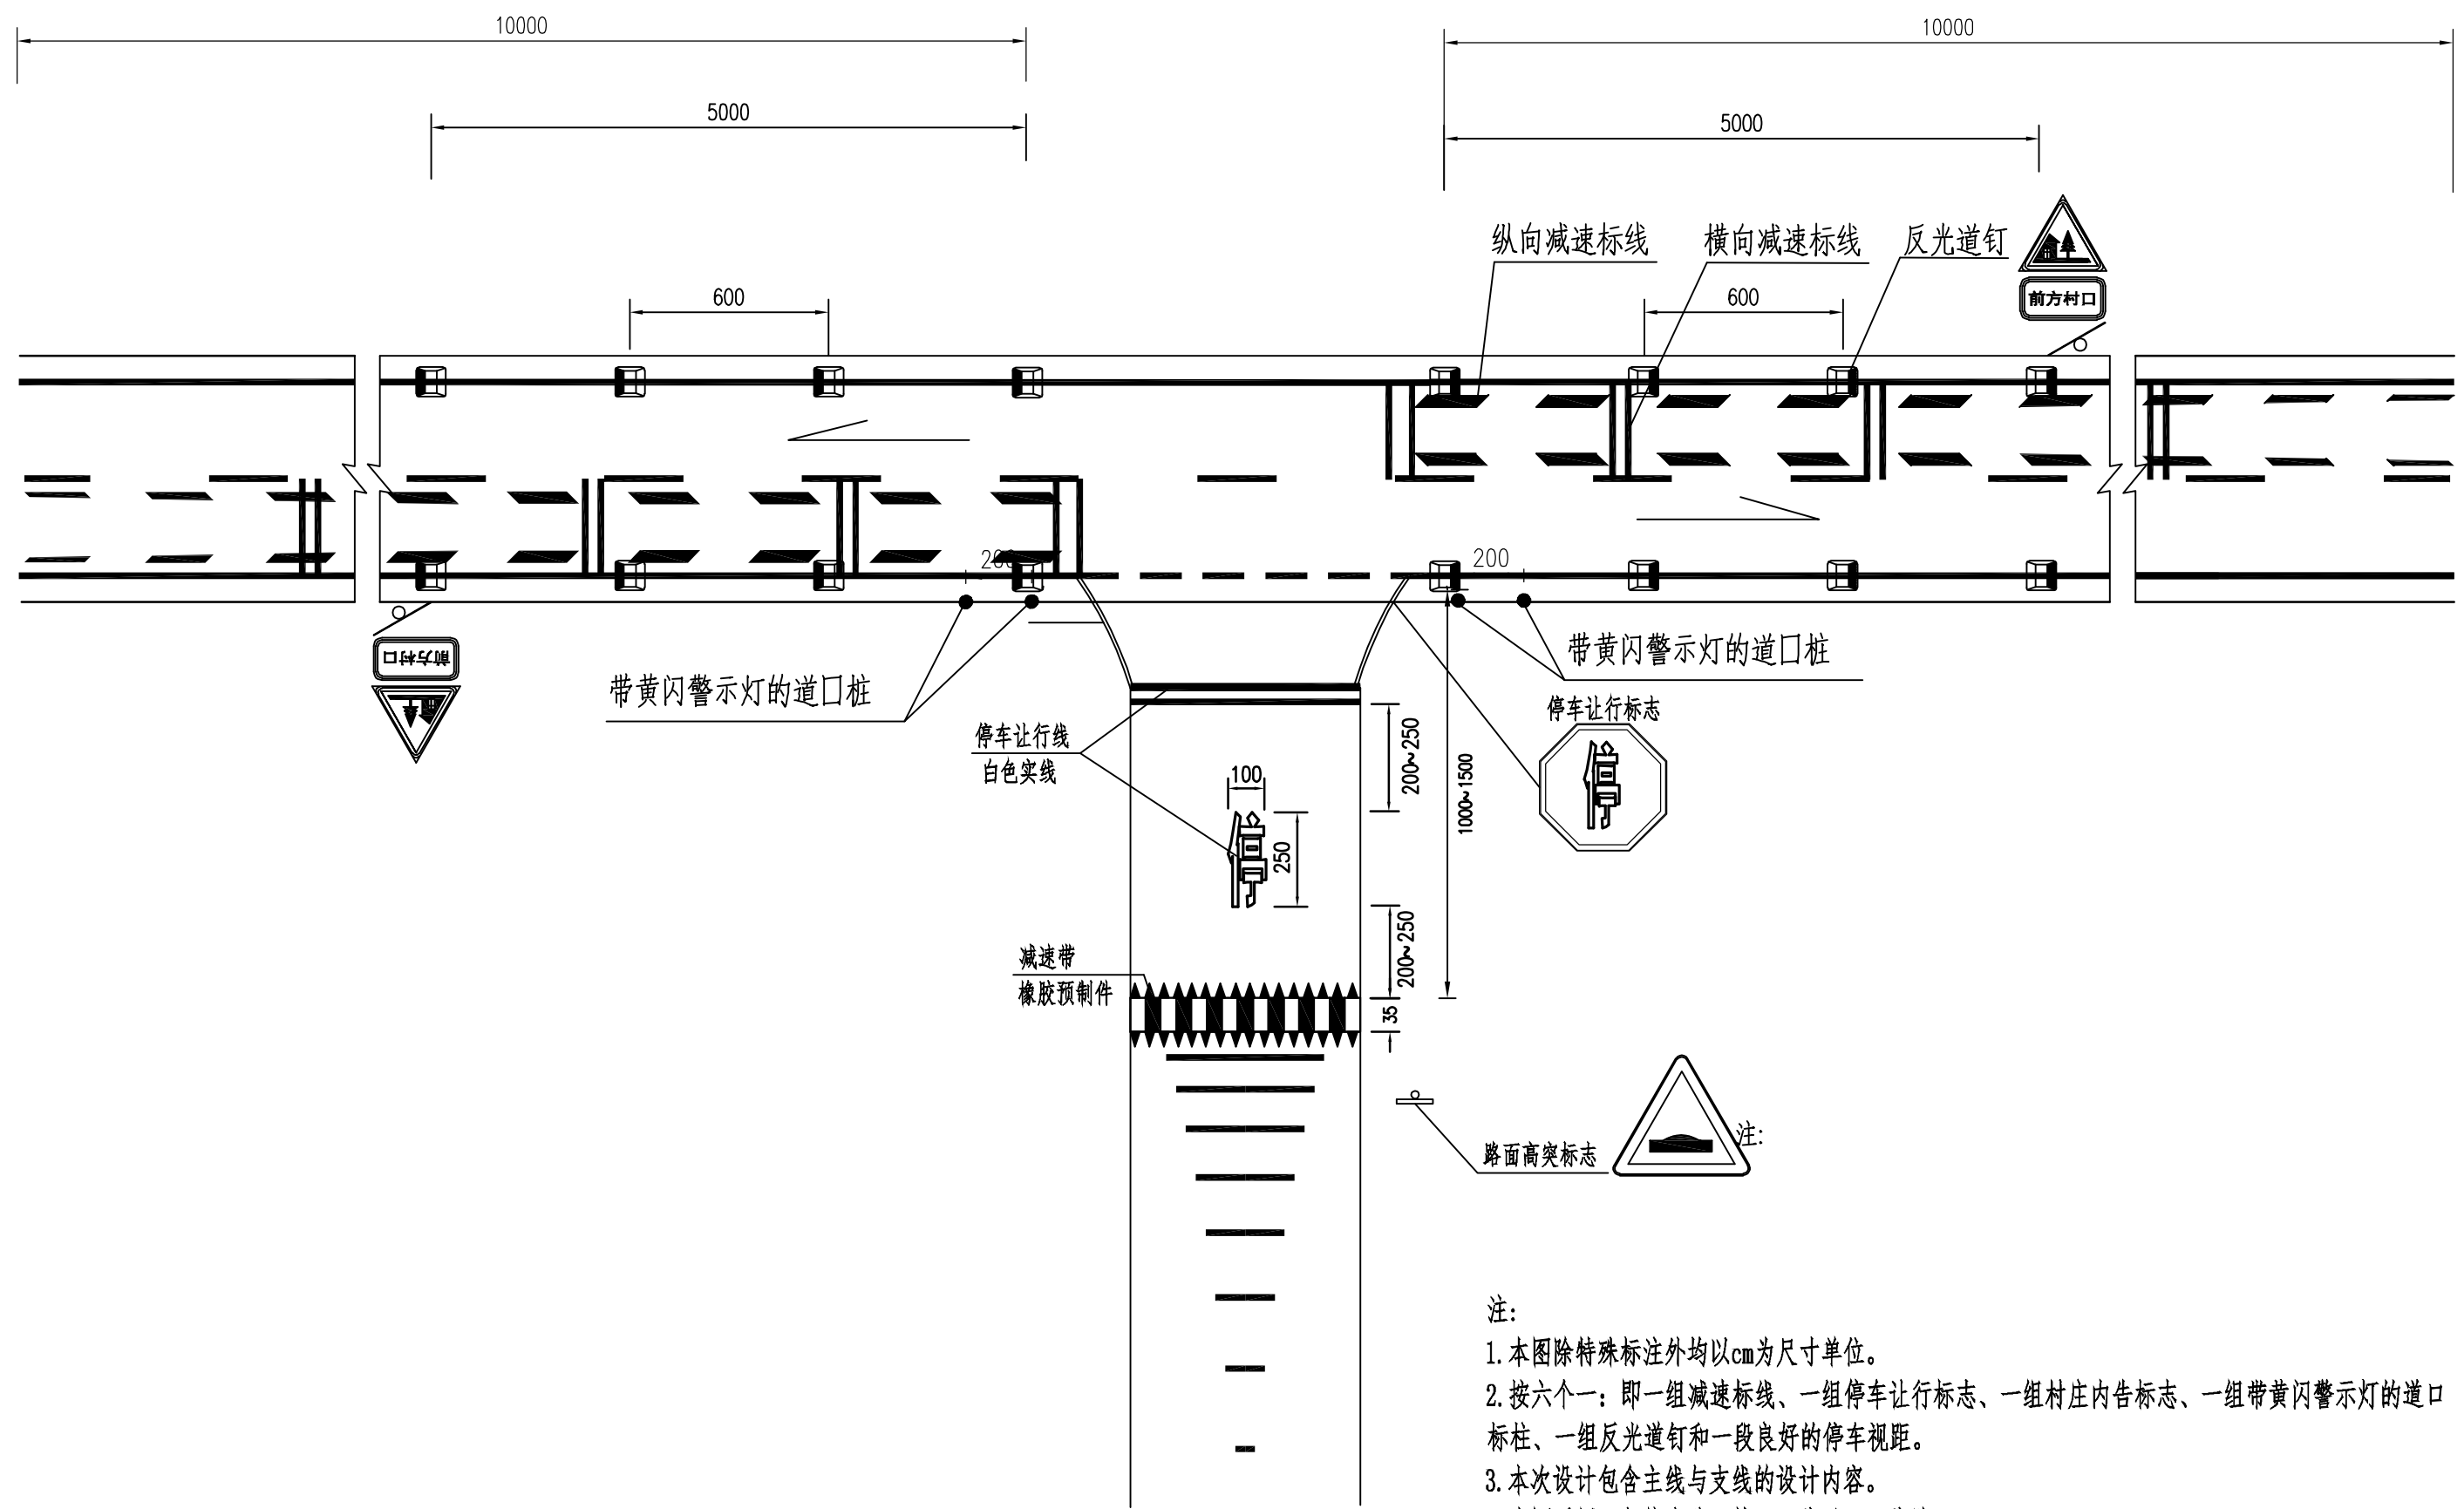 10000
10000
5000
5000
纵向减速标线
横向减速标线
反光道钉
600
600
前方村口
200
200
前方村口
带黄闪警示灯的道口桩
带黄闪警示灯的道口桩
停车让行标志
停车让行线
白色实线
200~250
1000~1500
停
100
停
250
减速带
橡胶预制件
200~250
35
路面高突标志
注:
注:
1.本图除特殊标注外均以cm为尺寸单位。
2.按六个一：即一组减速标线、一组停车让行标志、一组村庄内告标志、一组带黄闪警示灯的道口
标柱、一组反光道钉和一段良好的停车视距。
3.本次设计包含主线与支线的设计内容。